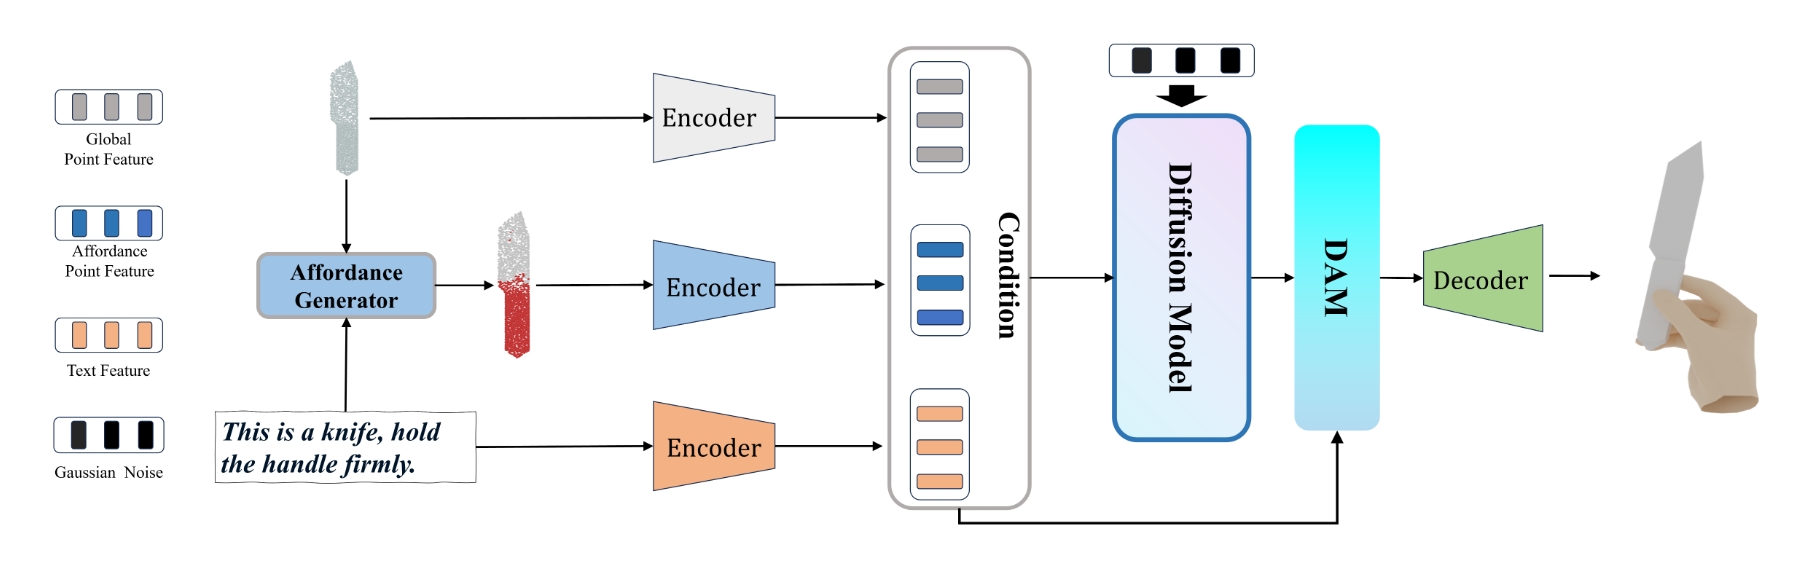 Global
Point Feature
Affordance
Point Feature
Text Feature
Gaussian Noise
Affordance
Generator
This is a knife, hold
the handle firmly.
Encoder
Encoder
Encoder
Condition
Diffusion Model
DAM
Decoder